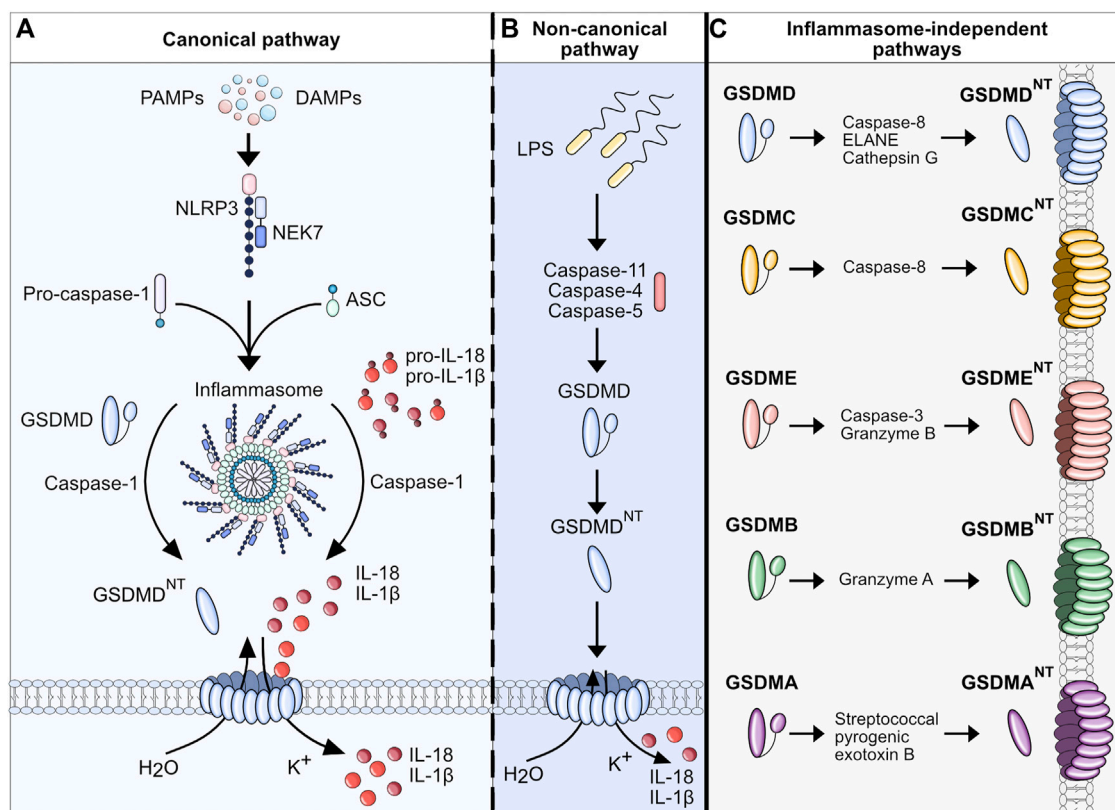 A
Canonical pathway
PAMPs
DAMPs
NLRP3
NEK7
Pro-caspase-1
ASC
pro-IL-18
pro-IL-1β
Inflammasome
GSDMD
Caspase-1
Caspase-1
GSDMD^NT
IL-18
IL-1β
H2O
K+
IL-18
IL-1β
B
Non-canonical
pathway
LPS
Caspase-11
Caspase-4
Caspase-5
GSDMD
GSDMD^NT
H2O
K+
IL-18
IL-1β
C
Inflammasome-independent
pathways
GSDMD
Caspase-8
ELANE
Cathepsin G
GSDMD^NT
GSDMC
Caspase-8
GSDMC^NT
GSDME
Caspase-3
Granzyme B
GSDME^NT
GSDMB
Granzyme A
GSDMB^NT
GSDMA
Streptococcal
pyrogenic
exotoxin B
GSDMA^NT